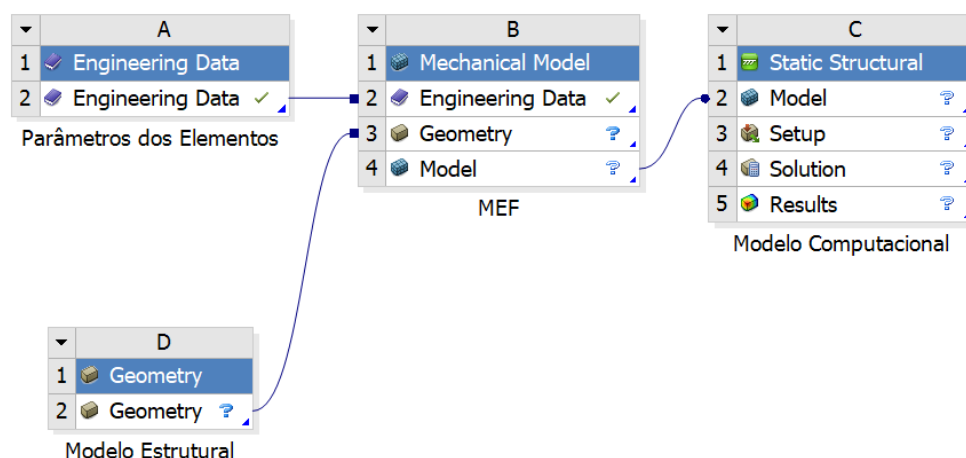 A
1 Engineering Data
2 Engineering Data
Parâmetros dos Elementos
B
1 Mechanical Model
2 Engineering Data
3 Geometry ?
4 Model ?
MEF
C
1 Static Structural
2 Model ?
3 Setup ?
4 Solution ?
5 Results ?
Modelo Computacional
D
1 Geometry
2 Geometry ?
Modelo Estrutural